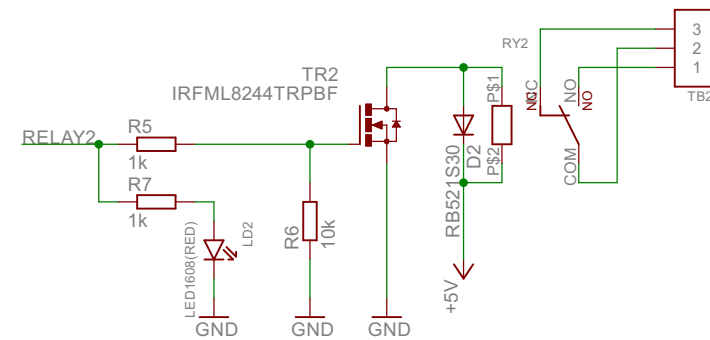 RY2
3
2
1
TB2
TR2
IRFML8244TRPBF
P$1
NC
NO
NO
RELAY2
R5
1k
R7
1k
LED1608(RED)
LD2
R6
10k
RB521S30
D2
P$2
COM
+5V
GND
GND
GND